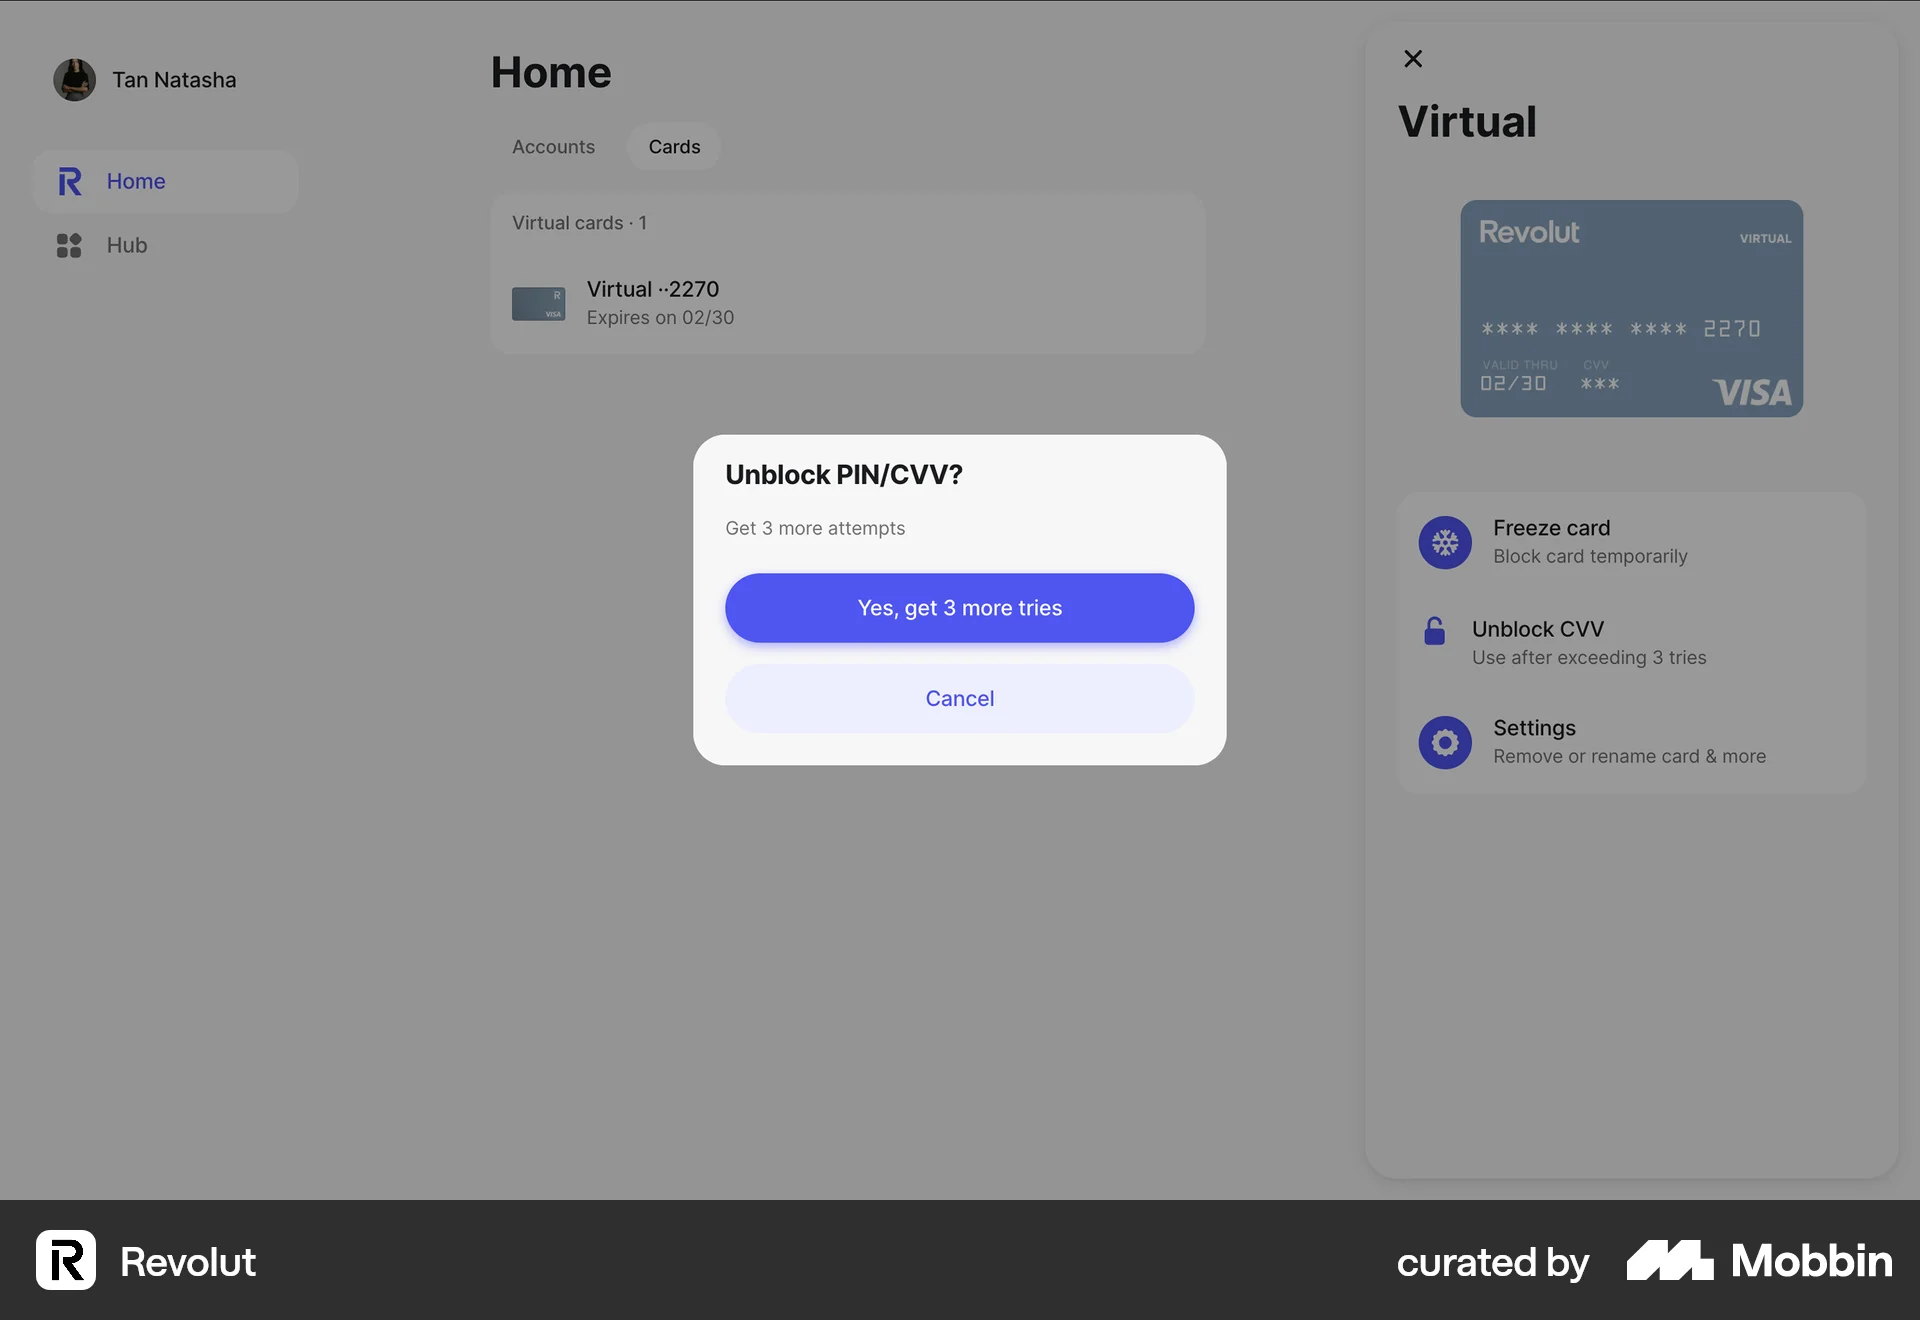 Tan Natasha
Home
Hub
Home
Accounts
Cards
Virtual cards · 1
R
VISA
Virtual ··2270
Expires on 02/30
Unblock PIN/CVV?
Get 3 more attempts
Yes, get 3 more tries
Cancel
Virtual
Revolut
VIRTUAL
**** **** **** 2270
VALID THRU CVV
02/30 ***
VISA
Freeze card
Block card temporarily
Unblock CVV
Use after exceeding 3 tries
Settings
Remove or rename card & more
Revolut
curated by
Mobbin